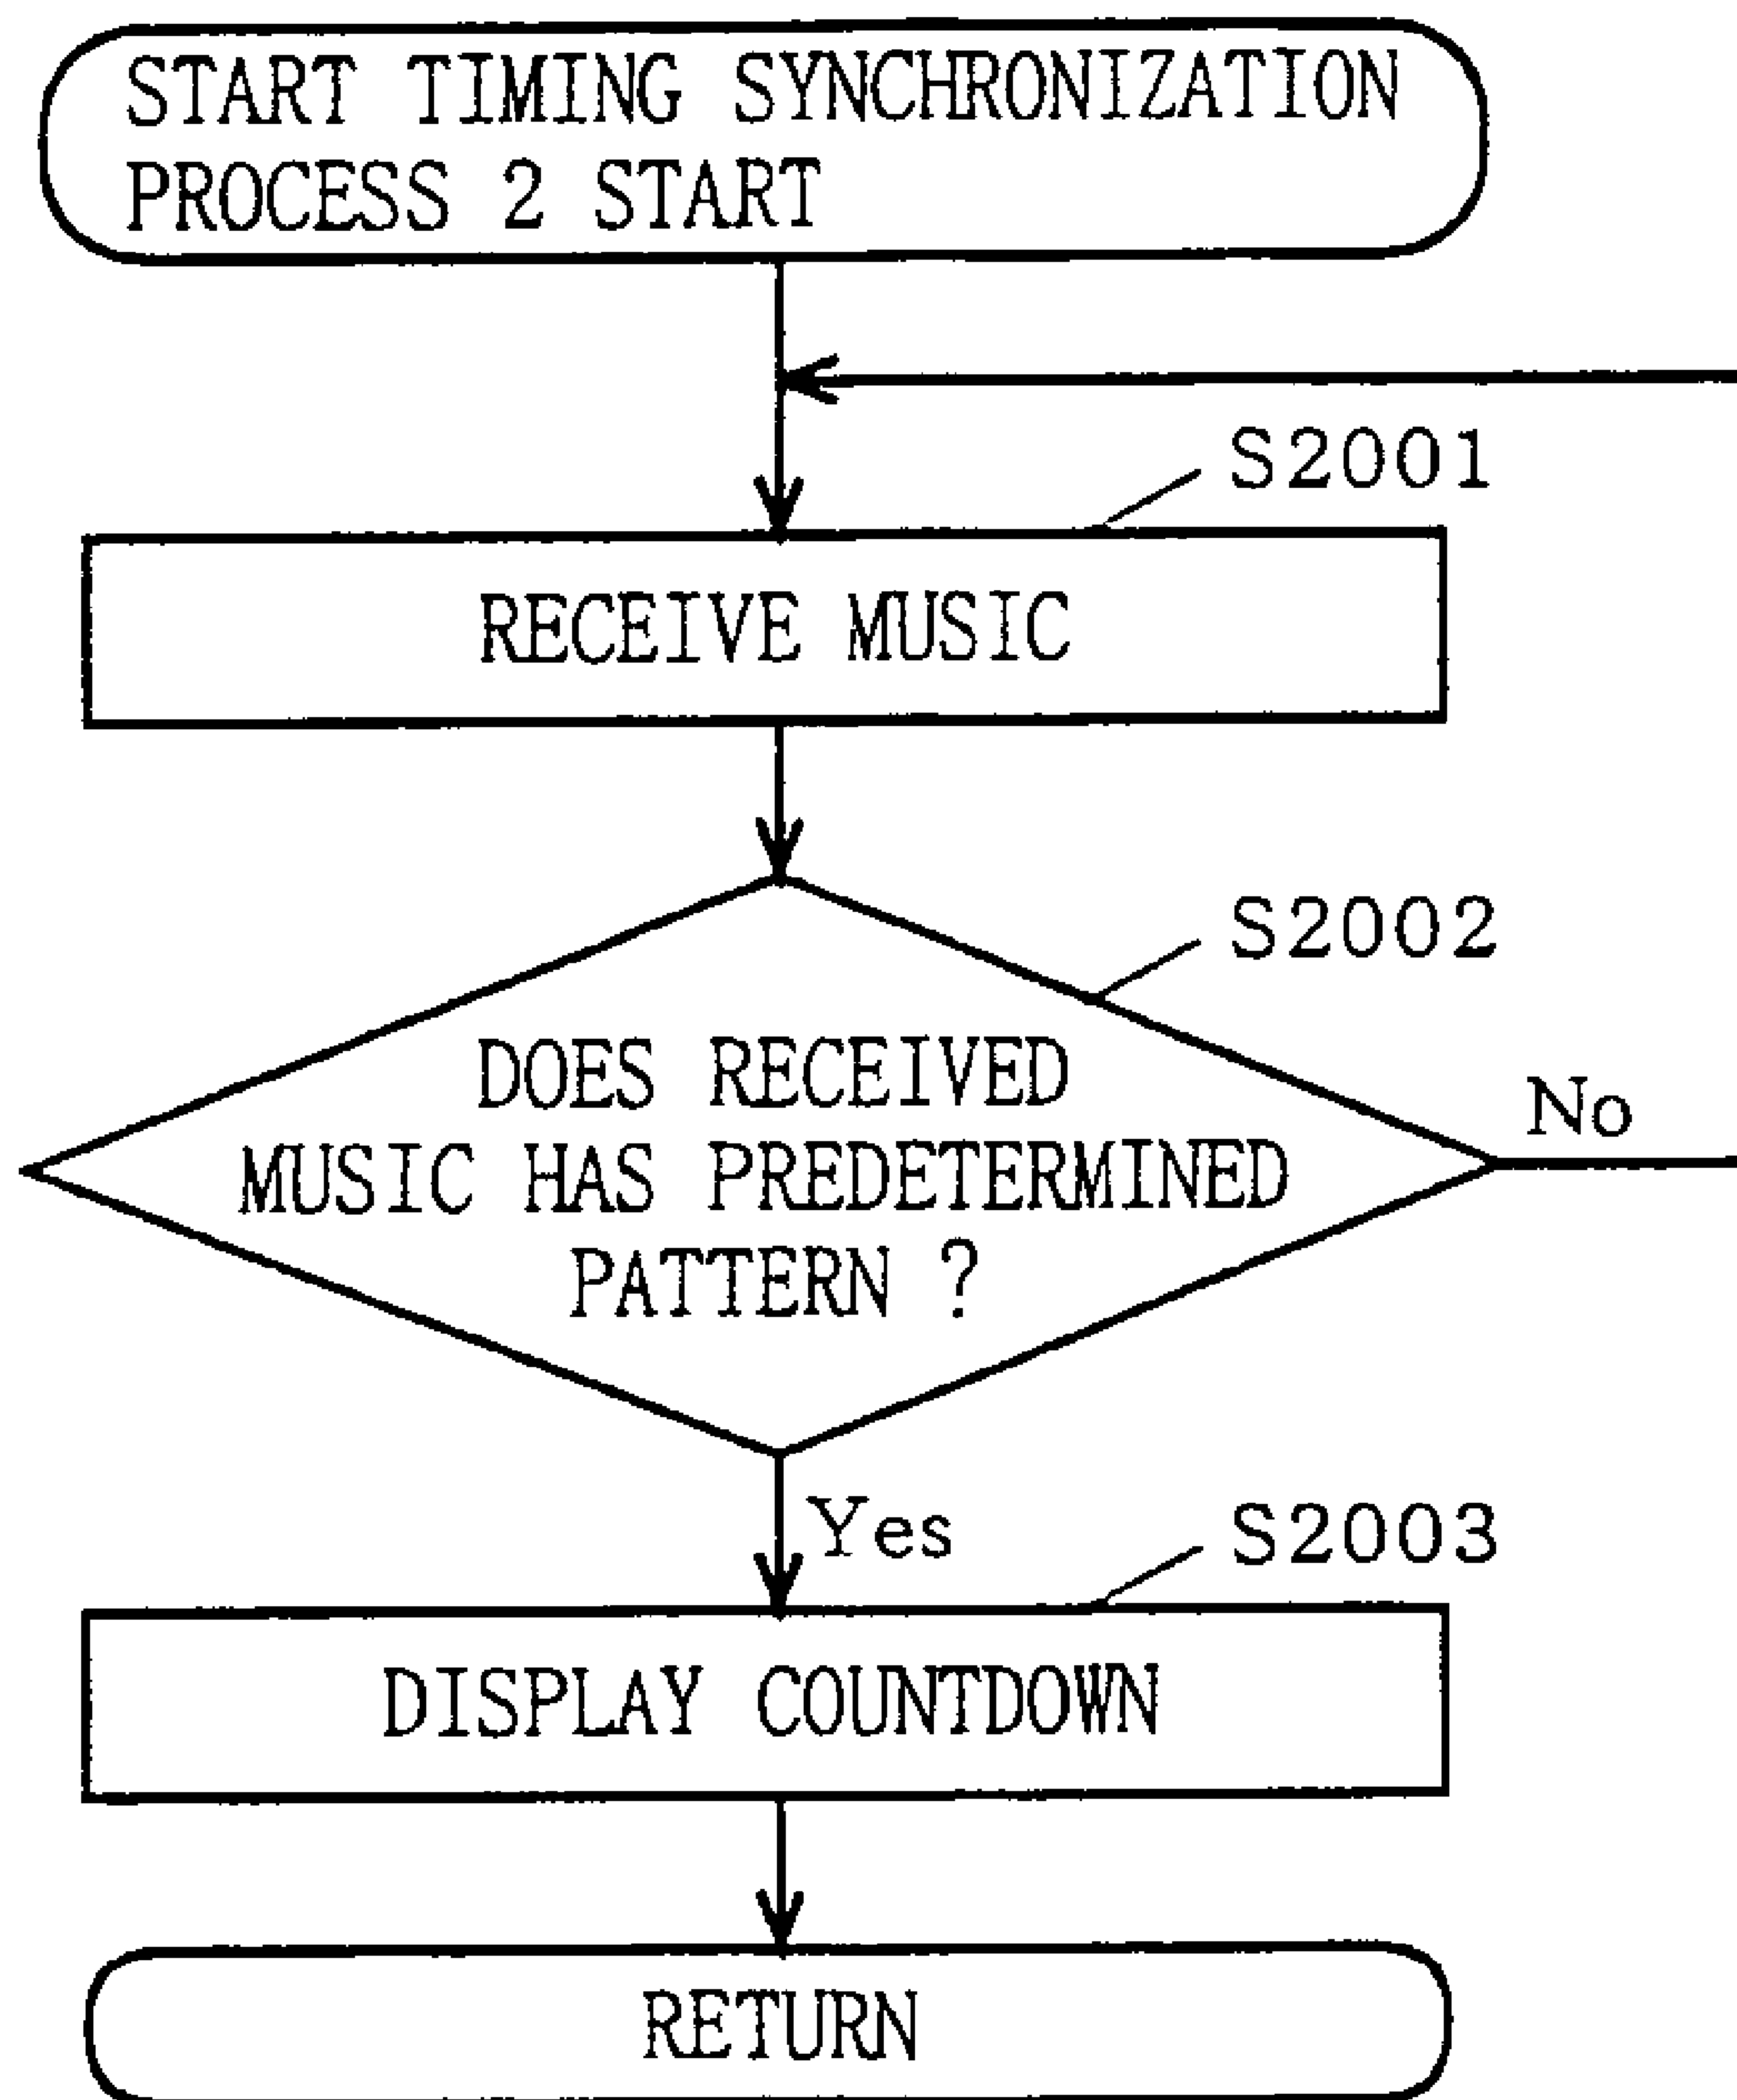 START TIMING SYNCHRONIZATION
PROCESS 2 START
S2001
RECEIVE MUSIC
S2002
DOES RECEIVED
MUSIC HAS PREDETERMINED
PATTERN ?
No
Yes
S2003
DISPLAY COUNTDOWN
RETURN